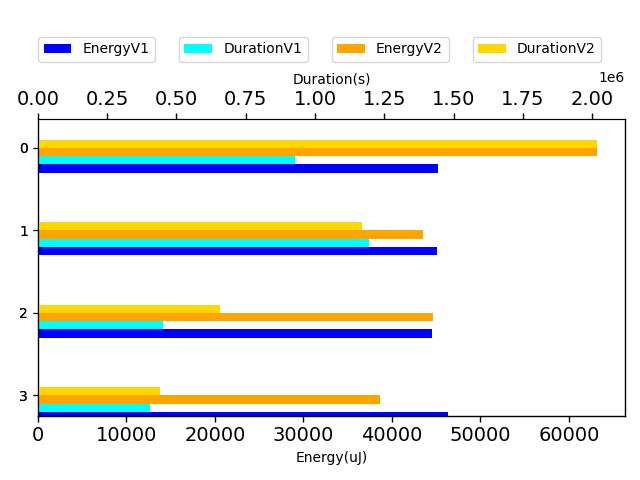 EnergyV1 DurationV1 EnergyV2 DurationV2
Duration(s)
1e6
0.00 0.25 0.50 0.75 1.00 1.25 1.50 1.75 2.00
0
1
2
3
0 10000 20000 30000 40000 50000 60000
Energy(uJ)